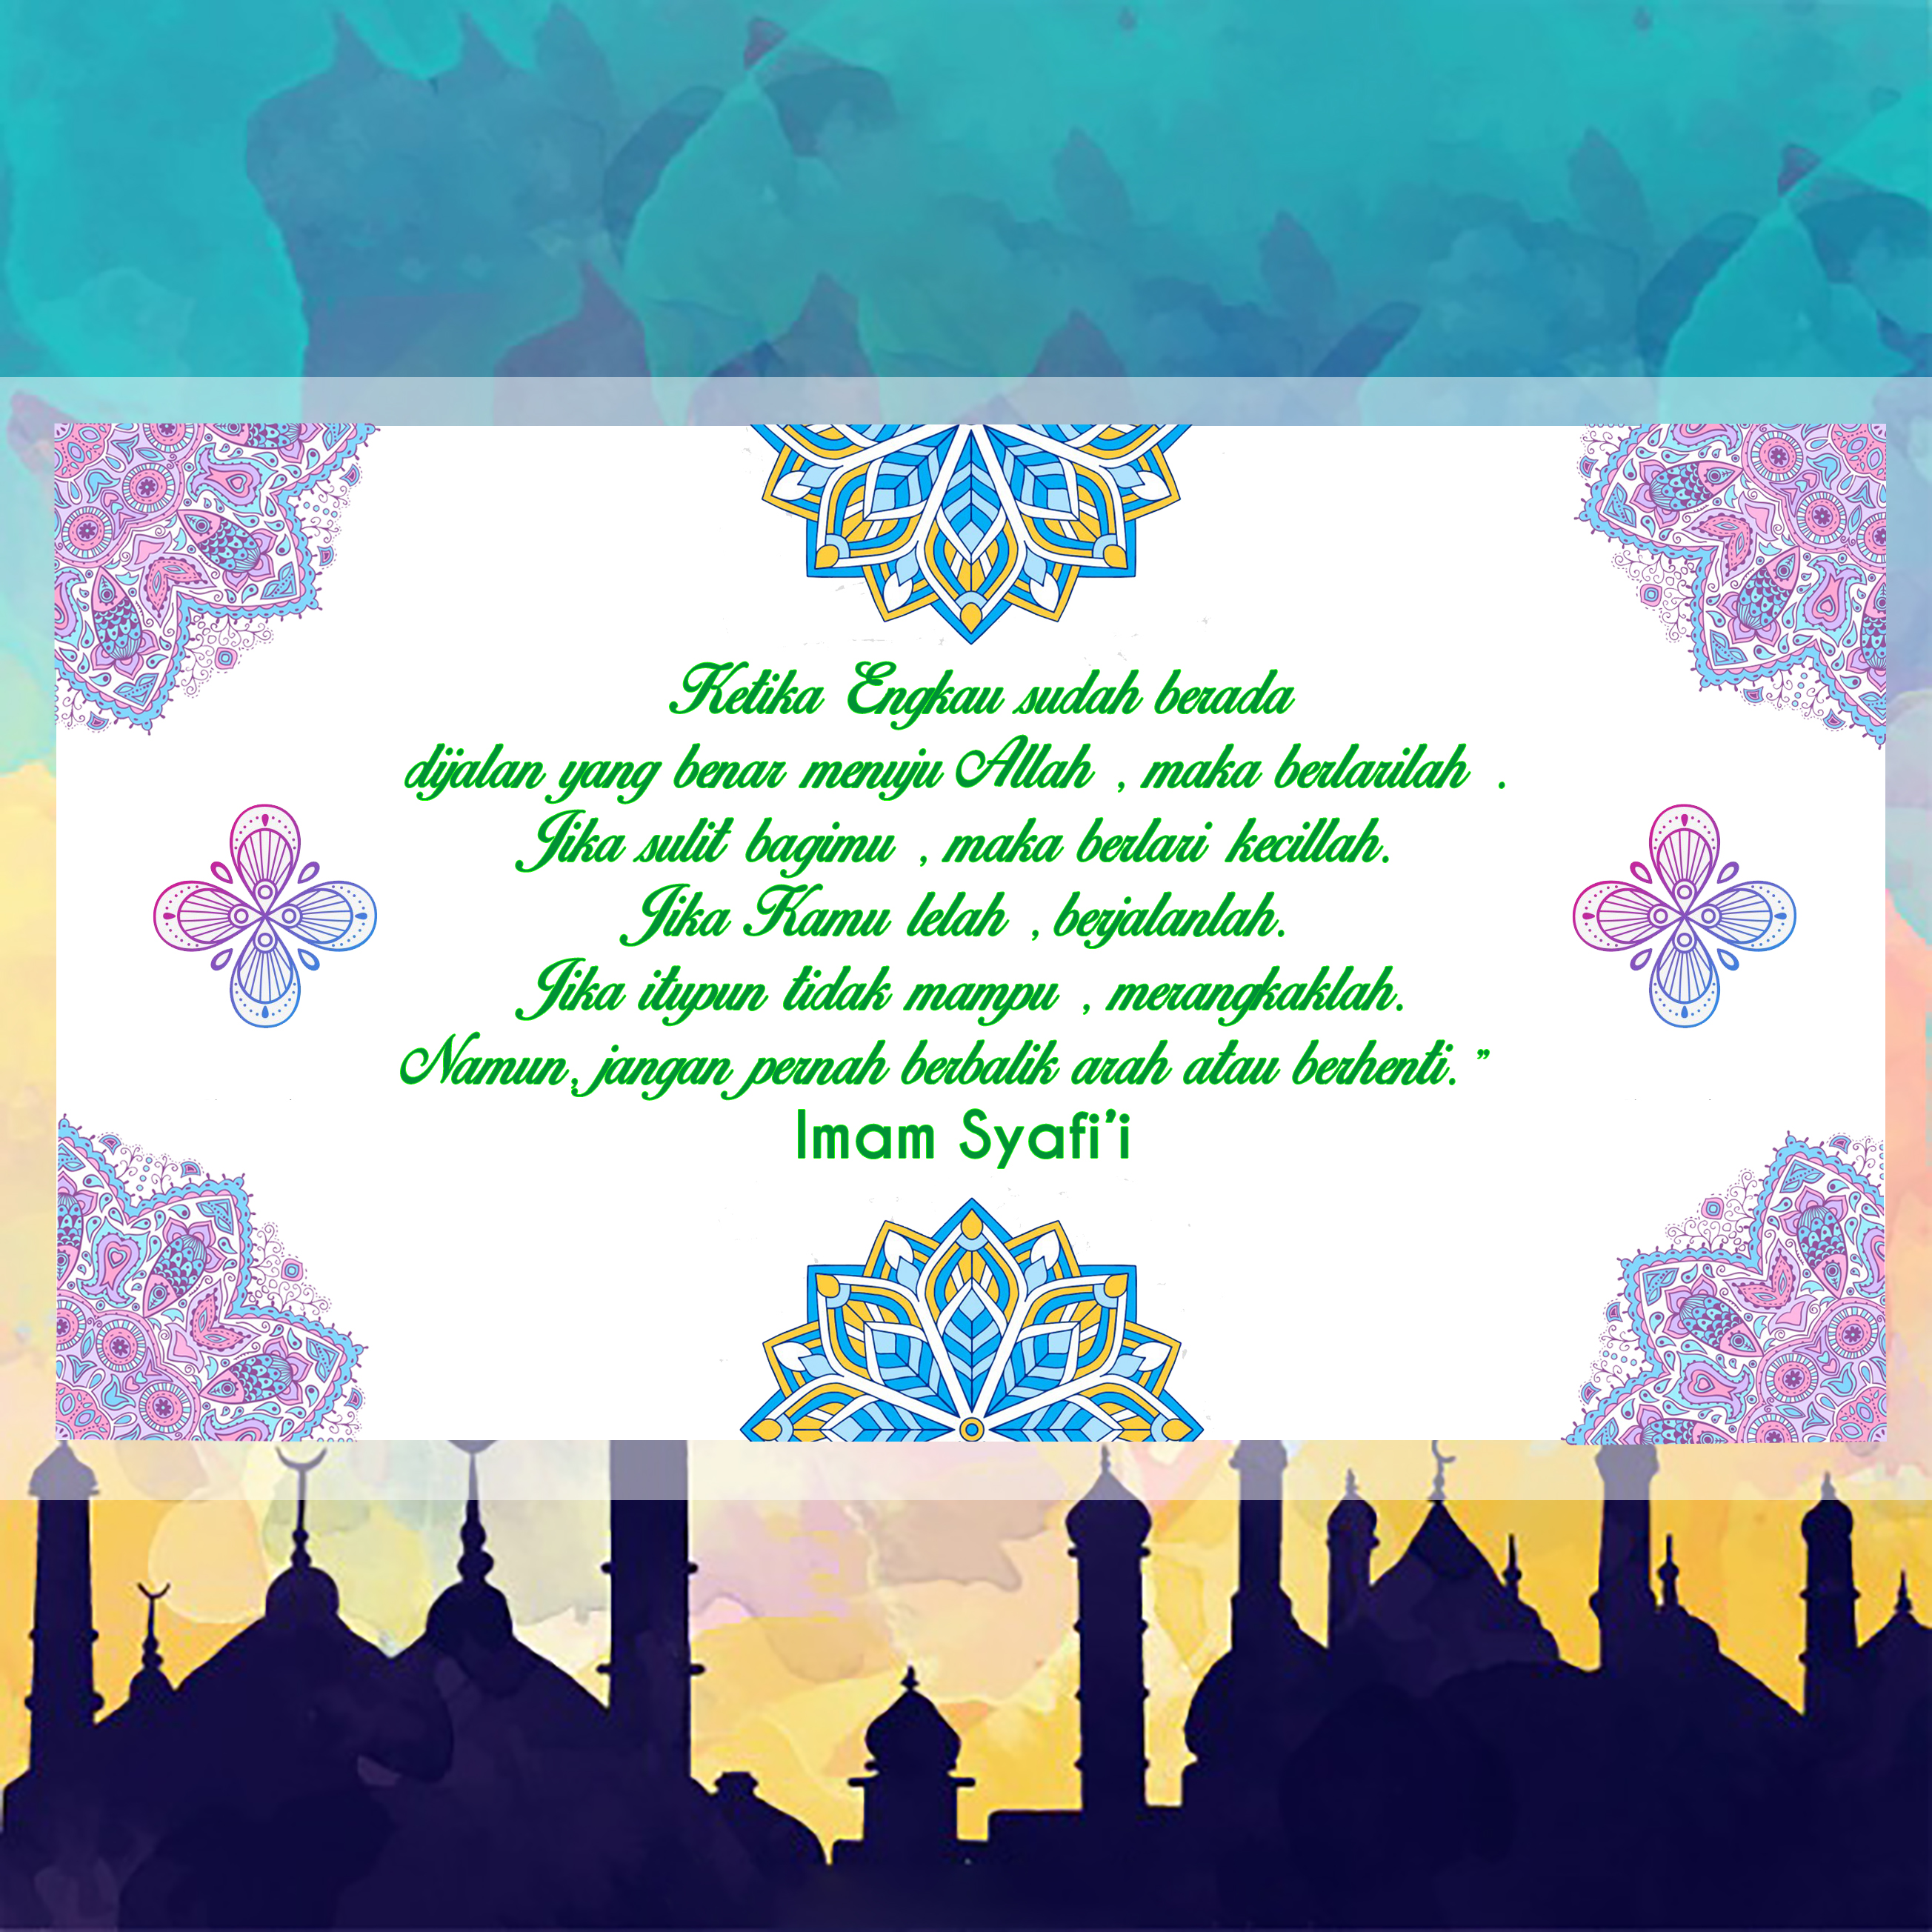 Ketika Engkau sudah berada
dijalan yang benar menuju Allah , maka berlarilah .
Jika sulit bagimu , maka berlari kecillah.
Jika Kamu lelah , berjalanlah.
Jika itupun tidak mampu , merangkaklah.
Namun, jangan pernah berbalik arah atau berhenti. ”
Imam Syafi’i